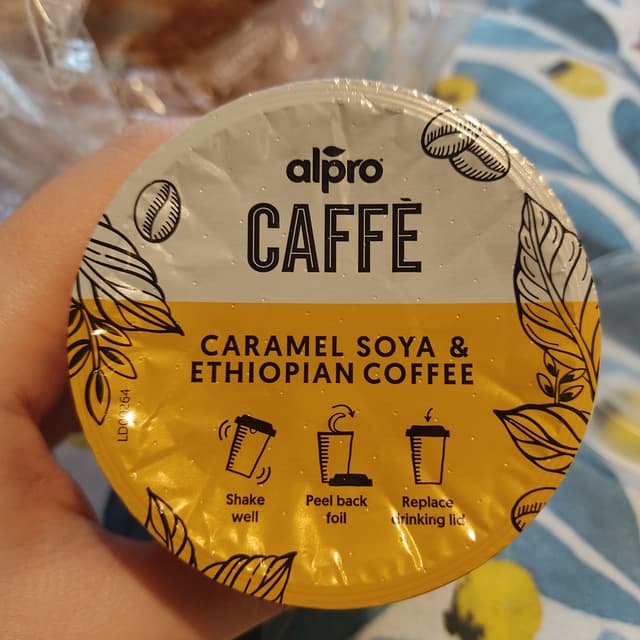 alpro
CAFFÈ
CARAMEL SOYA &
ETHIOPIAN COFFEE
Shake
well
Peel back
foil
Replace
drinking lid